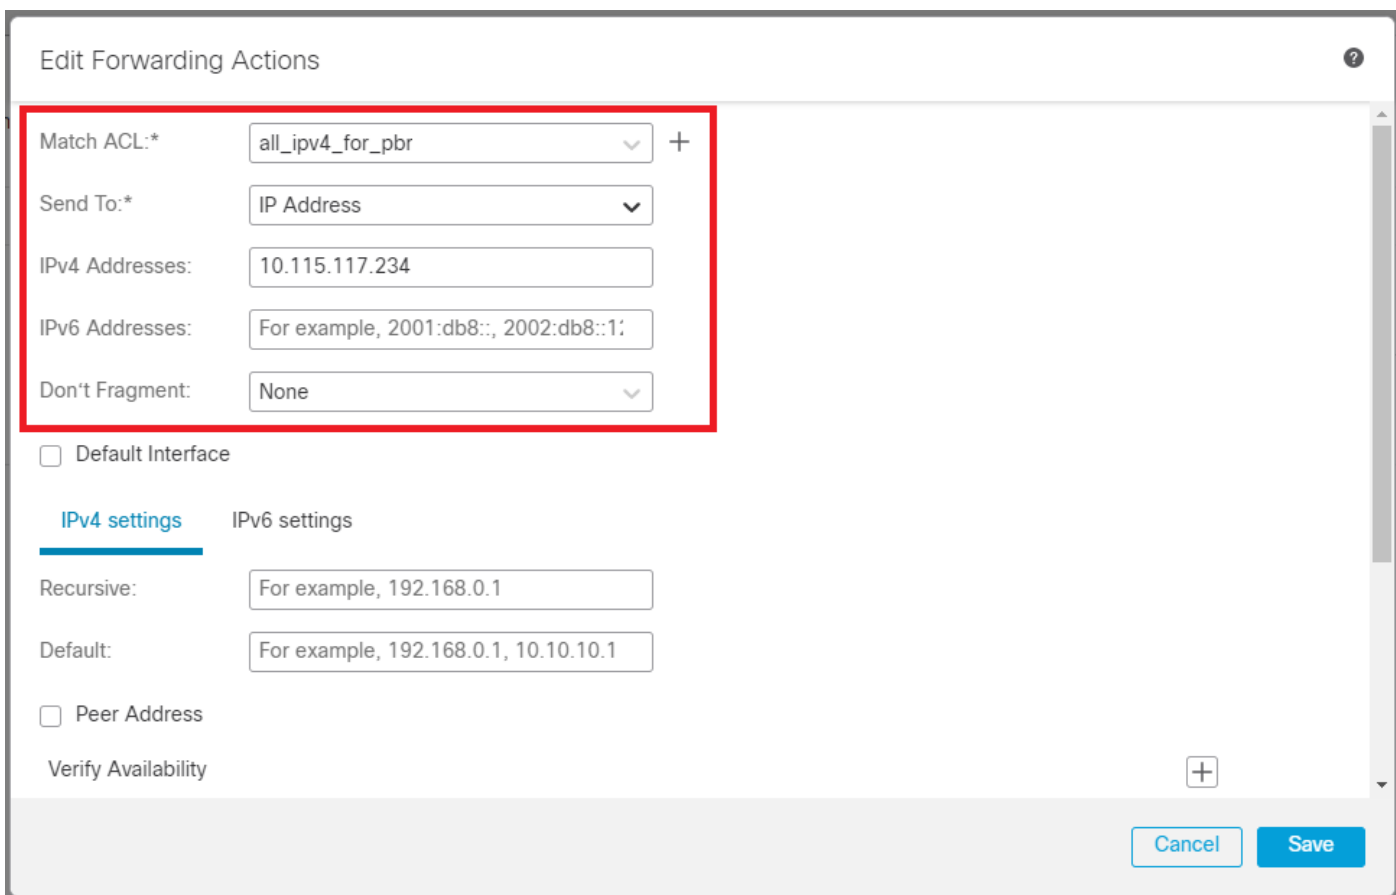 Edit Forwarding Actions
?
Match ACL:* all_ipv4_for_pbr
Send To:* IP Address
IPv4 Addresses: 10.115.117.234
IPv6 Addresses: For example, 2001:db8::, 2002:db8::12
Don't Fragment: None
Default Interface
IPv4 settings IPv6 settings
Recursive: For example, 192.168.0.1
Default: For example, 192.168.0.1, 10.10.10.1
Peer Address
Verify Availability
Cancel Save